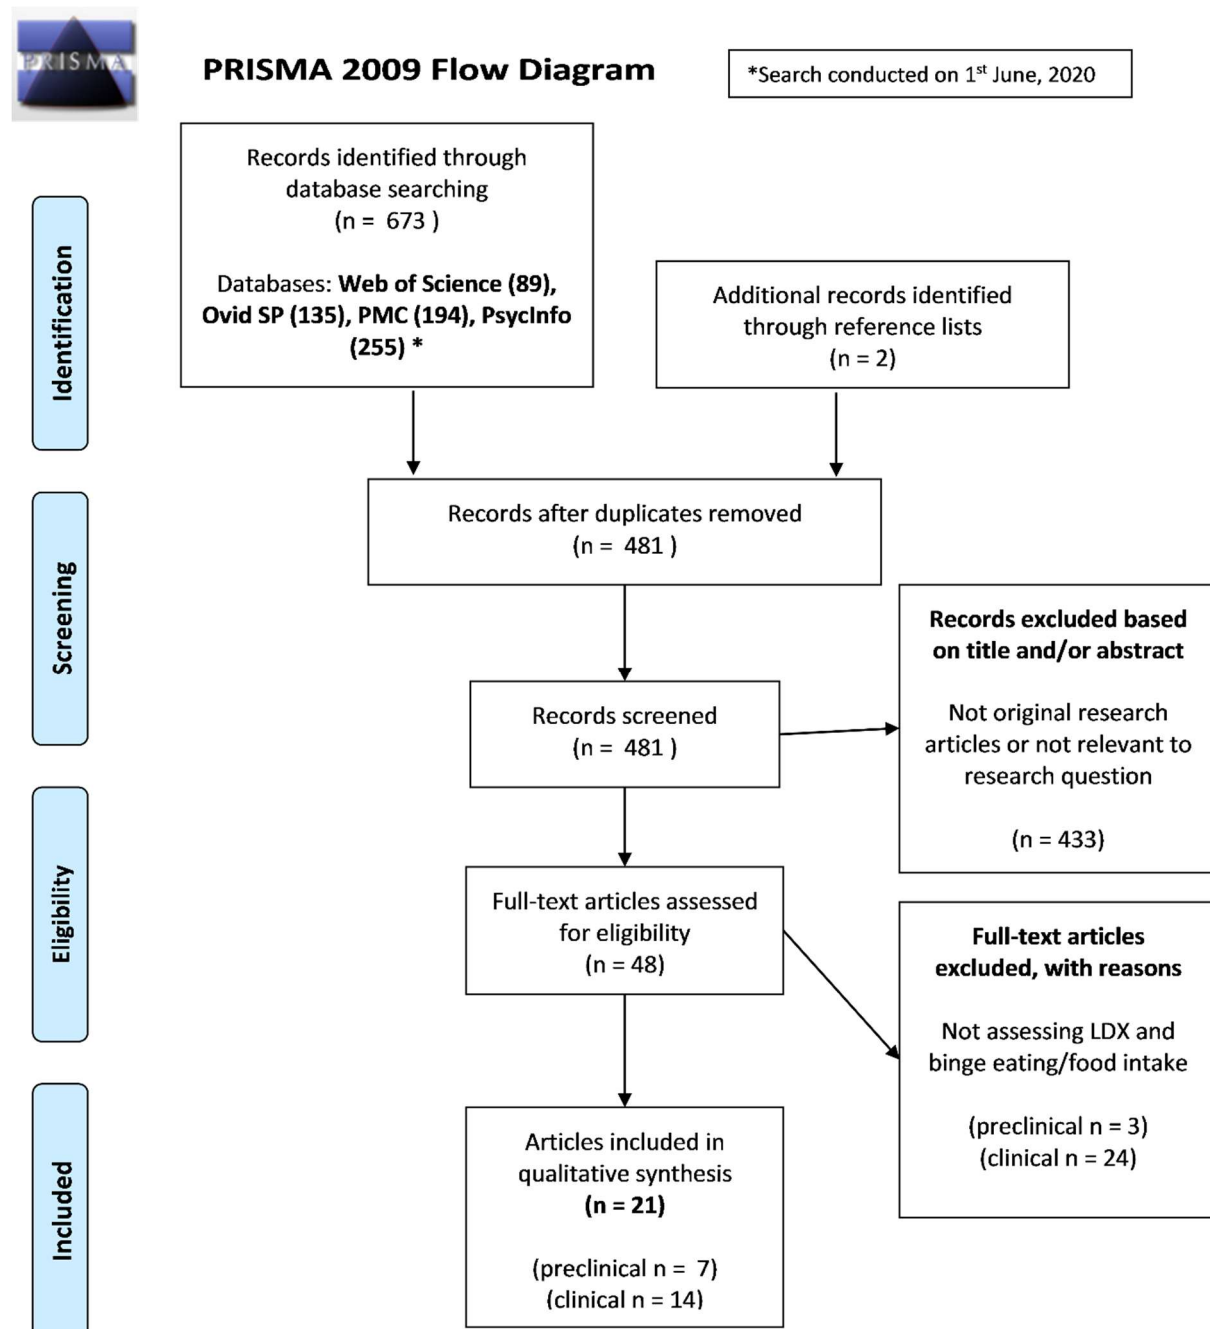 PRISMA
PRISMA 2009 Flow Diagram
*Search conducted on 1st June, 2020
Records identified through
database searching
(n = 673 )
Databases: Web of Science (89),
Ovid SP (135), PMC (194), PsycInfo
(255) *
Additional records identified
through reference lists
(n = 2)
Identification
Records after duplicates removed
(n = 481 )
Screening
Records screened
(n = 481 )
Records excluded based
on title and/or abstract
Not original research
articles or not relevant to
research question
(n = 433)
Eligibility
Full-text articles assessed
for eligibility
(n = 48)
Full-text articles
excluded, with reasons
Not assessing LDX and
binge eating/food intake
(preclinical n = 3)
(clinical n = 24)
Included
Articles included in
qualitative synthesis
(n = 21)
(preclinical n = 7)
(clinical n = 14)